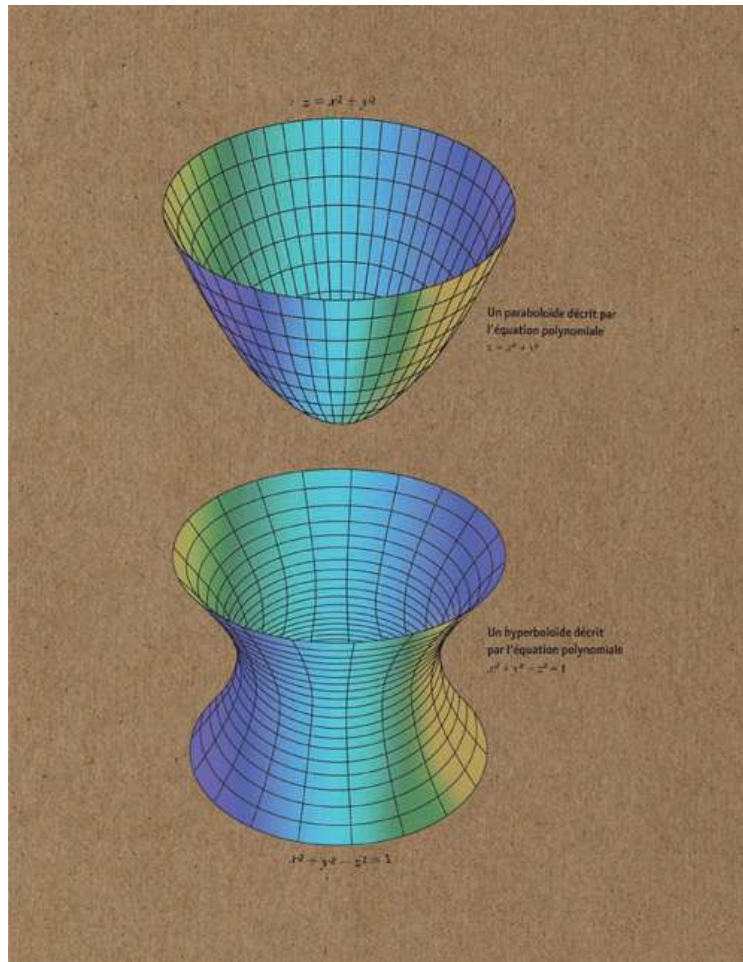 z = x² + y²
Un paraboloïde décrit par
l'équation polynomiale
z = x² + y²
Un hyperboloïde décrit
par l'équation polynomiale
x² + y² − z² = 1
x² + y² − z² = 1